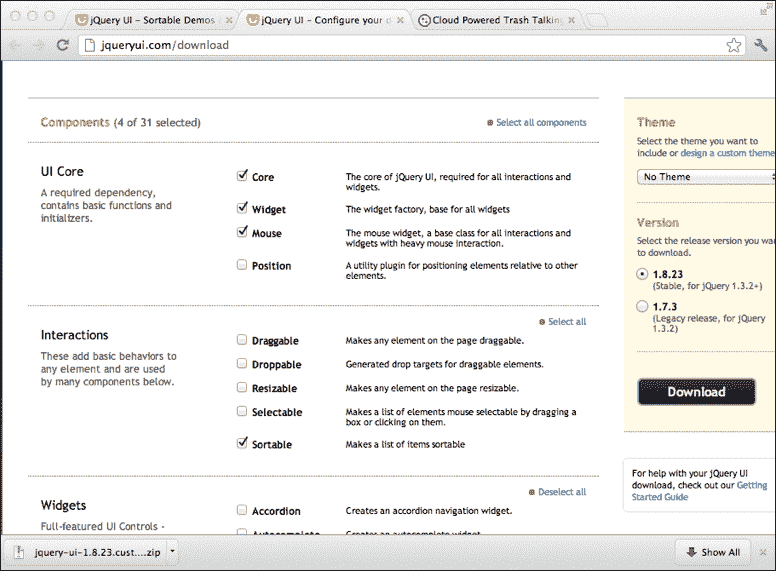 jQuery UI - Sortable Demos
jQuery UI - Configure your d
Cloud Powered Trash Talking
jqueryui.com/download
Components (4 of 31 selected)
Select all components
UI Core
A required dependency,
contains basic functions and
initializers.
Core
The core of jQuery UI, required for all interactions and
widgets.
Widget
The widget factory, base for all widgets
Mouse
The mouse widget, a base class for all interactions and
widgets with heavy mouse interaction.
Position
A utility plugin for positioning elements relative to other
elements.
Select all
Interactions
These add basic behaviors to
any element and are used
by many components below.
Draggable
Makes any element on the page draggable.
Droppable
Generated drop targets for draggable elements.
Resizable
Makes any element on the page resizable.
Selectable
Makes a list of elements mouse selectable by dragging a
box or clicking on them.
Sortable
Makes a list of items sortable
Deselect all
Widgets
Full-featured UI Controls -
Accordion
Creates an accordion navigation widget.
Autocomplete
Creates an autocomplete widget.
Theme
Select the theme you want to
include or design a custom theme
No Theme
Version
Select the release version you wan
to download.
1.8.23
(Stable, for jQuery 1.3.2+)
1.7.3
(Legacy release, for jQuery
1.3.2)
Download
For help with your jQuery UI
download, check out our Getting
Started Guide
jquery-ui-1.8.23.cust....zip
Show All